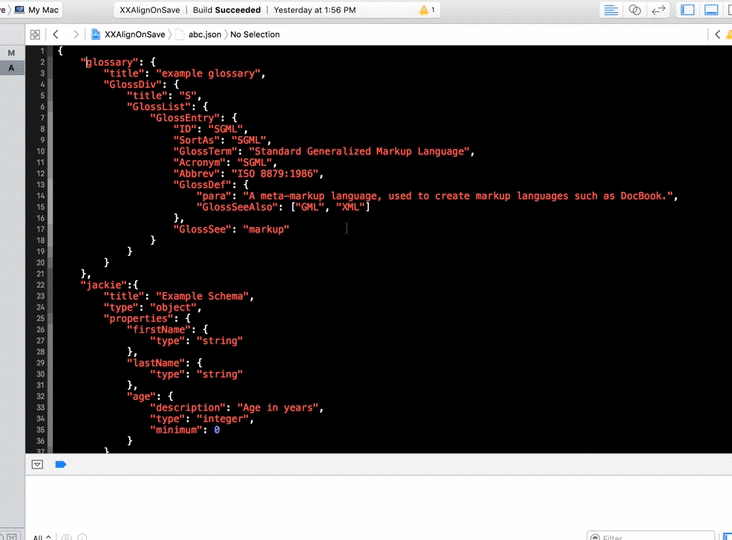 My Mac
XXAlignOnSave | Build Succeeded | Yesterday at 1:56 PM
1
XXAlignOnSave abc.json No Selection
M
A
1 {
2 "glossary": {
3 "title": "example glossary",
4 "GlossDiv": {
5 "title": "S",
6 "GlossList": {
7 "GlossEntry": {
8 "ID": "SGML",
9 "SortAs": "SGML",
10 "GlossTerm": "Standard Generalized Markup Language",
11 "Acronym": "SGML",
12 "Abbrev": "ISO 8879:1986",
13 "GlossDef": {
14 "para": "A meta-markup language, used to create markup languages such as DocBook.",
15 "GlossSeeAlso": ["GML", "XML"]
16 },
17 "GlossSee": "markup"
18 }
19 }
20 }
21 },
22 "jackie":{
23 "title": "Example Schema",
24 "type": "object",
25 "properties": {
26 "firstName": {
27 "type": "string"
28 },
29 "lastName": {
30 "type": "string"
31 },
32 "age": {
33 "description": "Age in years",
34 "type": "integer",
35 "minimum": 0
36 }
37 }
All
Filter